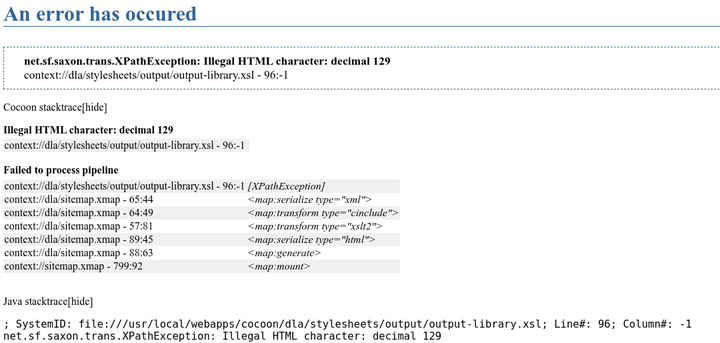 An error has occured
net.sf.saxon.trans.XPathException: Illegal HTML character: decimal 129
context://dla/stylesheets/output/output-library.xsl - 96:-1
Cocoon stacktrace[hide]
Illegal HTML character: decimal 129
context://dla/stylesheets/output/output-library.xsl - 96:-1
Failed to process pipeline
context://dla/stylesheets/output/output-library.xsl - 96:-1 [XPathException]
context://dla/sitemap.xmap - 65:44 <map:serialize type="xml">
context://dla/sitemap.xmap - 64:49 <map:transform type="cinclude">
context://dla/sitemap.xmap - 57:81 <map:transform type="xslt2">
context://dla/sitemap.xmap - 89:45 <map:serialize type="html">
context://dla/sitemap.xmap - 88:63 <map:generate>
context://sitemap.xmap - 799:92 <map:mount>
Java stacktrace[hide]
; SystemID: file:///usr/local/webapps/cocoon/dla/stylesheets/output/output-library.xsl; Line#: 96; Column#: -1
net.sf.saxon.trans.XPathException: Illegal HTML character: decimal 129